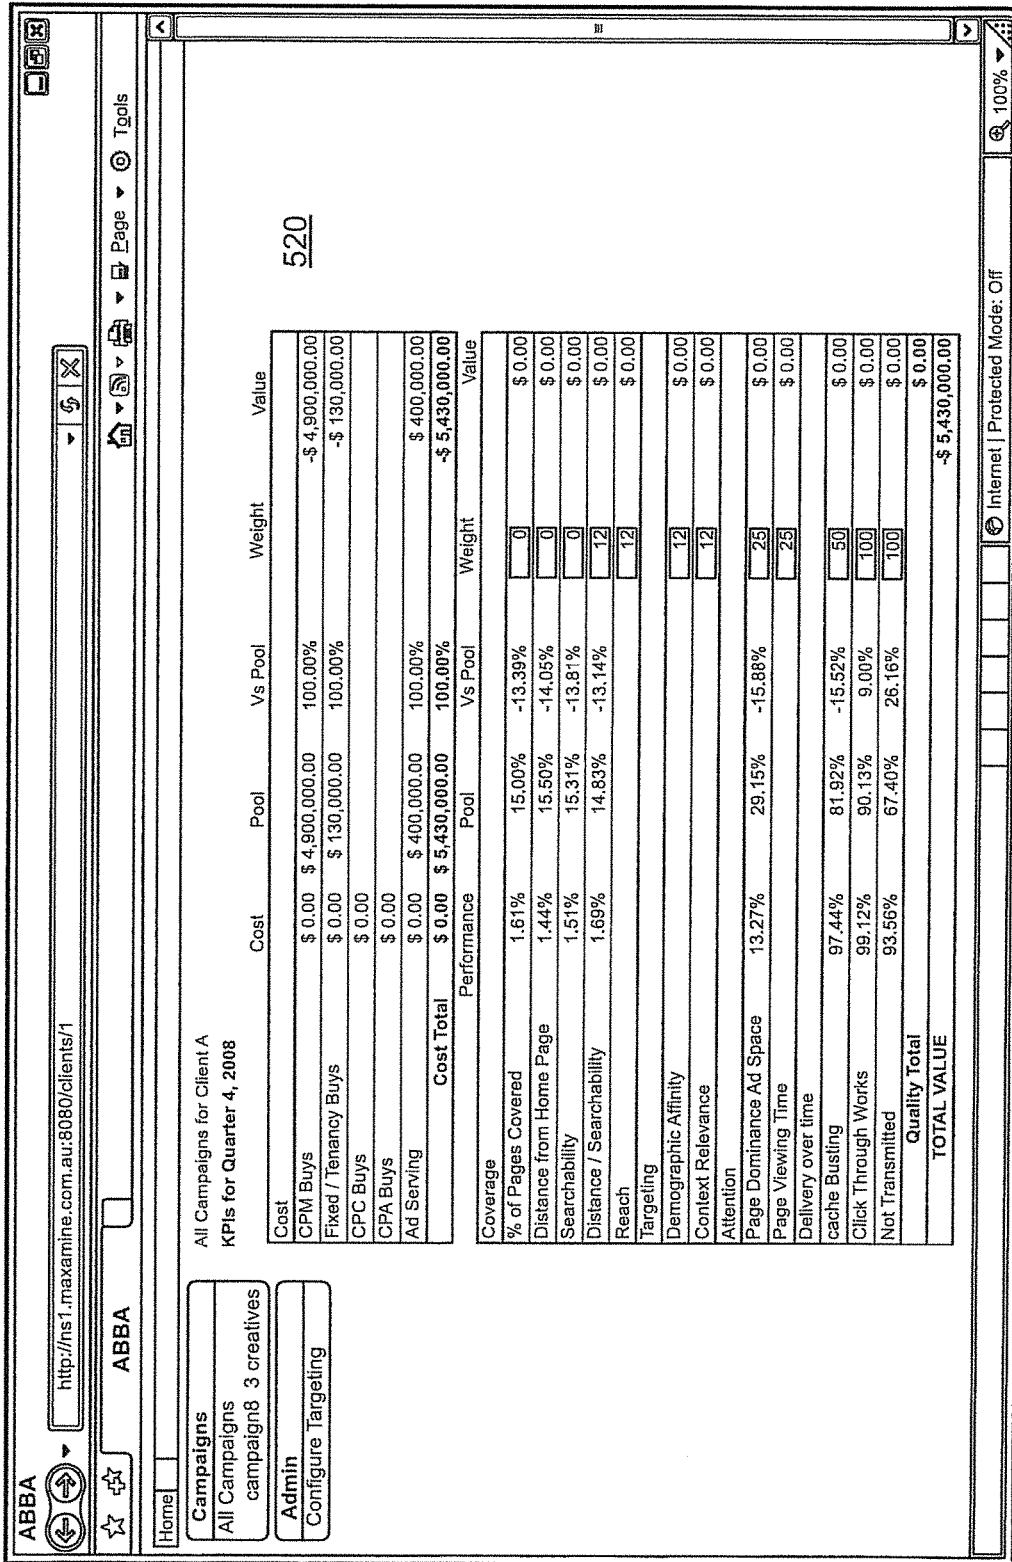 ABBA
http://ns1.maxamine.com.au:8080/clients/1
ABBA
Page Tools
Home
Campaigns
All Campaigns
campaign8 3 creatives
Admin
Configure Targeting
All Campaigns for Client A
KPIs for Quarter 4, 2008
Cost Pool Vs Pool Weight Value
Cost
CPM Buys $ 0.00 $ 4,900,000.00 100.00% -$ 4,900,000.00
Fixed / Tenancy Buys $ 0.00 $ 130,000.00 100.00% -$ 130,000.00
CPC Buys $ 0.00
CPA Buys $ 0.00
Ad Serving $ 0.00 $ 400,000.00 100.00% $ 400,000.00
Cost Total $ 0.00 $ 5,430,000.00 100.00% -$ 5,430,000.00
Performance Pool Vs Pool Weight Value
Coverage
% of Pages Covered 1.61% 15.00% -13.39% 0 $ 0.00
Distance from Home Page 1.44% 15.50% -14.05% 0 $ 0.00
Searchability 1.51% 15.31% -13.81% 0 $ 0.00
Distance / Searchability 1.69% 14.83% -13.14% 12 $ 0.00
Reach 12 $ 0.00
Targeting
Demographic Affinity 12 $ 0.00
Context Relevance 12 $ 0.00
Attention
Page Dominance Ad Space 13.27% 29.15% -15.88% 25 $ 0.00
Page Viewing Time 25 $ 0.00
Delivery over time
cache Busting 97.44% 81.92% -15.52% 50 $ 0.00
Click Through Works 99.12% 90.13% 9.00% 100 $ 0.00
Not Transmitted 93.56% 67.40% 26.16% 100 $ 0.00
Quality Total $ 0.00
TOTAL VALUE -$ 5,430,000.00
520
Internet | Protected Mode: Off
100%